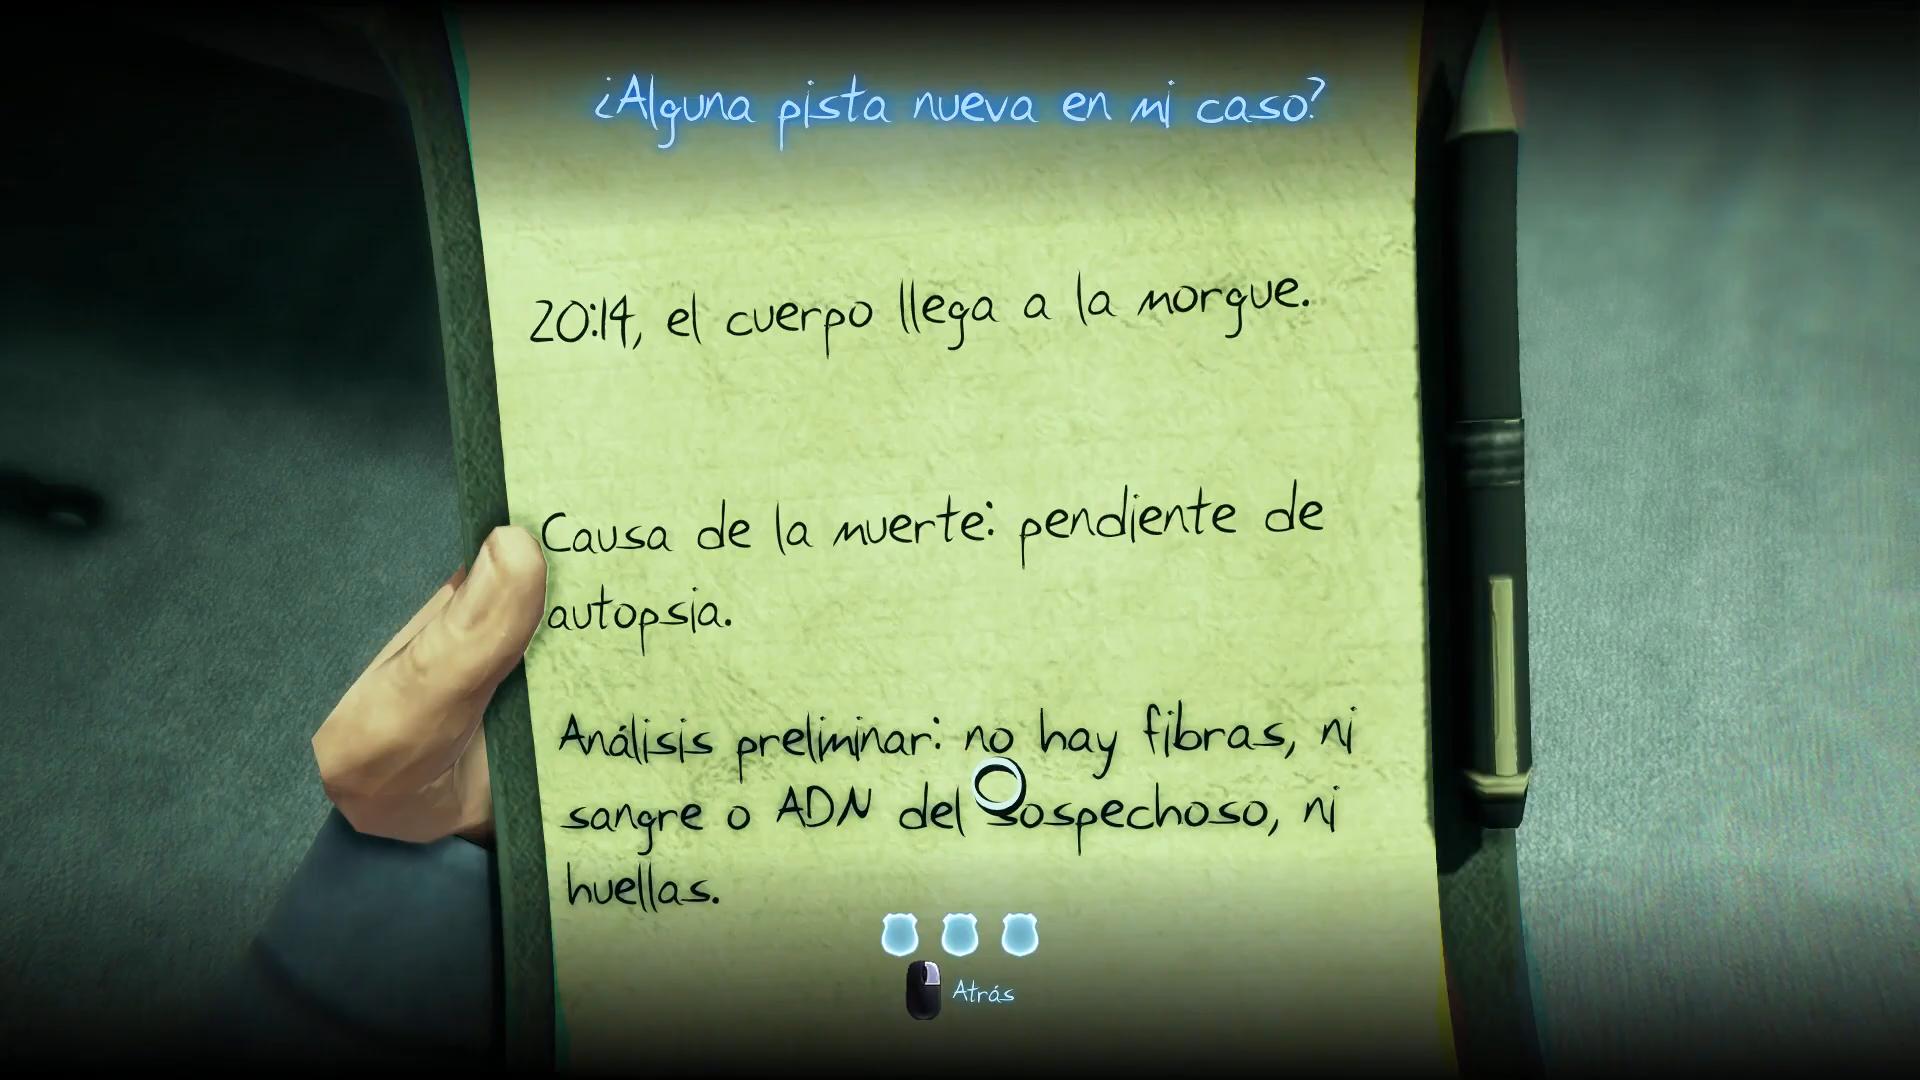 ¿Alguna pista nueva en mi caso?
20:14, el cuerpo llega a la morgue.
Causa de la muerte: pendiente de
autopsia.
Análisis preliminar: no hay fibras, ni
sangre o ADN del sospechoso, ni
huellas.
Atrás